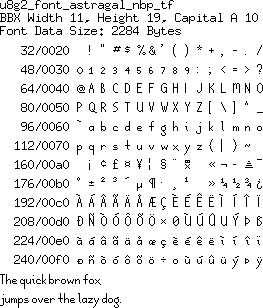 u8g2_font_astragal_nbp_tf
BBX Width 11, Height 19, Capital A 10
Font Data Size: 2284 Bytes
32/0020 ! " # $ % & ' ( ) * + , - . /
48/0030 0 1 2 3 4 5 6 7 8 9 : ; < = > ?
64/0040 @ A B C D E F G H I J K L M N O
80/0050 P Q R S T U V W X Y Z [ \ ] ^ _
96/0060 ` a b c d e f g h i j k l m n o
112/0070 p q r s t u v w x y z { | } ~
160/00a0 ¡ ¢ £ ¤ ¥ ¦ § ¨ © ª « ¬ - ® ¯
176/00b0 ° ± ² ³ ´ µ ¶ · ¸ ¹ º » ¼ ½ ¾ ¿
192/00c0 À Á Â Ã Ä Å Æ Ç È É Ê Ë Ì Í Î Ï
208/00d0 Ð Ñ Ò Ó Ô Õ Ö × Ø Ù Ú Û Ü Ý Þ ß
224/00e0 à á â ã ä å æ ç è é ê ë ì í î ï
240/00f0 ð ñ ò ó ô õ ö ÷ ø ù ú û ü ý þ ÿ
The quick brown fox
jumps over the lazy dog.